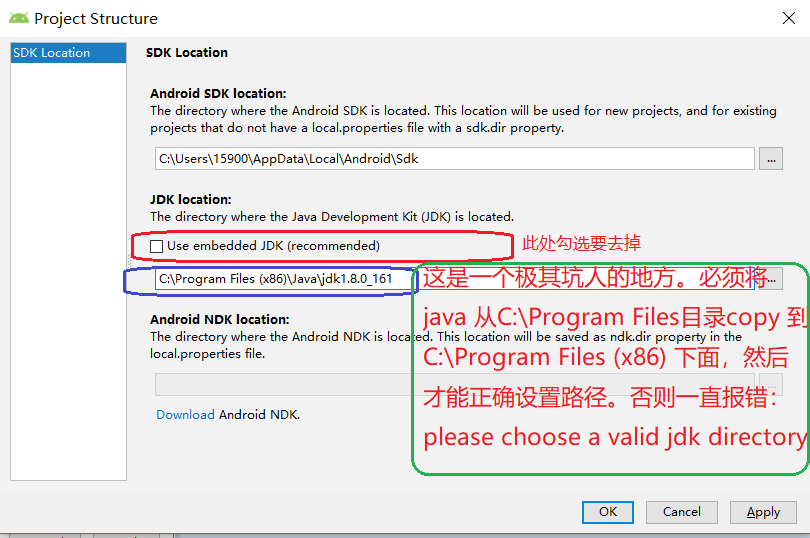 Project Structure
SDK Location
SDK Location
Android SDK location:
The directory where the Android SDK is located. This location will be used for new projects, and for existing
projects that do not have a local.properties file with a sdk.dir property.
C:\Users\15900\AppData\Local\Android\Sdk
...
JDK location:
The directory where the Java Development Kit (JDK) is located.
Use embedded JDK (recommended)
此处勾选要去掉
C:\Program Files (x86)\Java\jdk1.8.0_161
...
这是一个极其坑人的地方。必须将
java 从C:\Program Files目录copy 到
C:\Program Files (x86) 下面，然后
才能正确设置路径。否则一直报错：
please choose a valid jdk directory
Android NDK location:
The directory where the Android NDK is located. This location will be saved as ndk.dir property in the
local.properties file.
...
Download Android NDK.
OK
Cancel
Apply